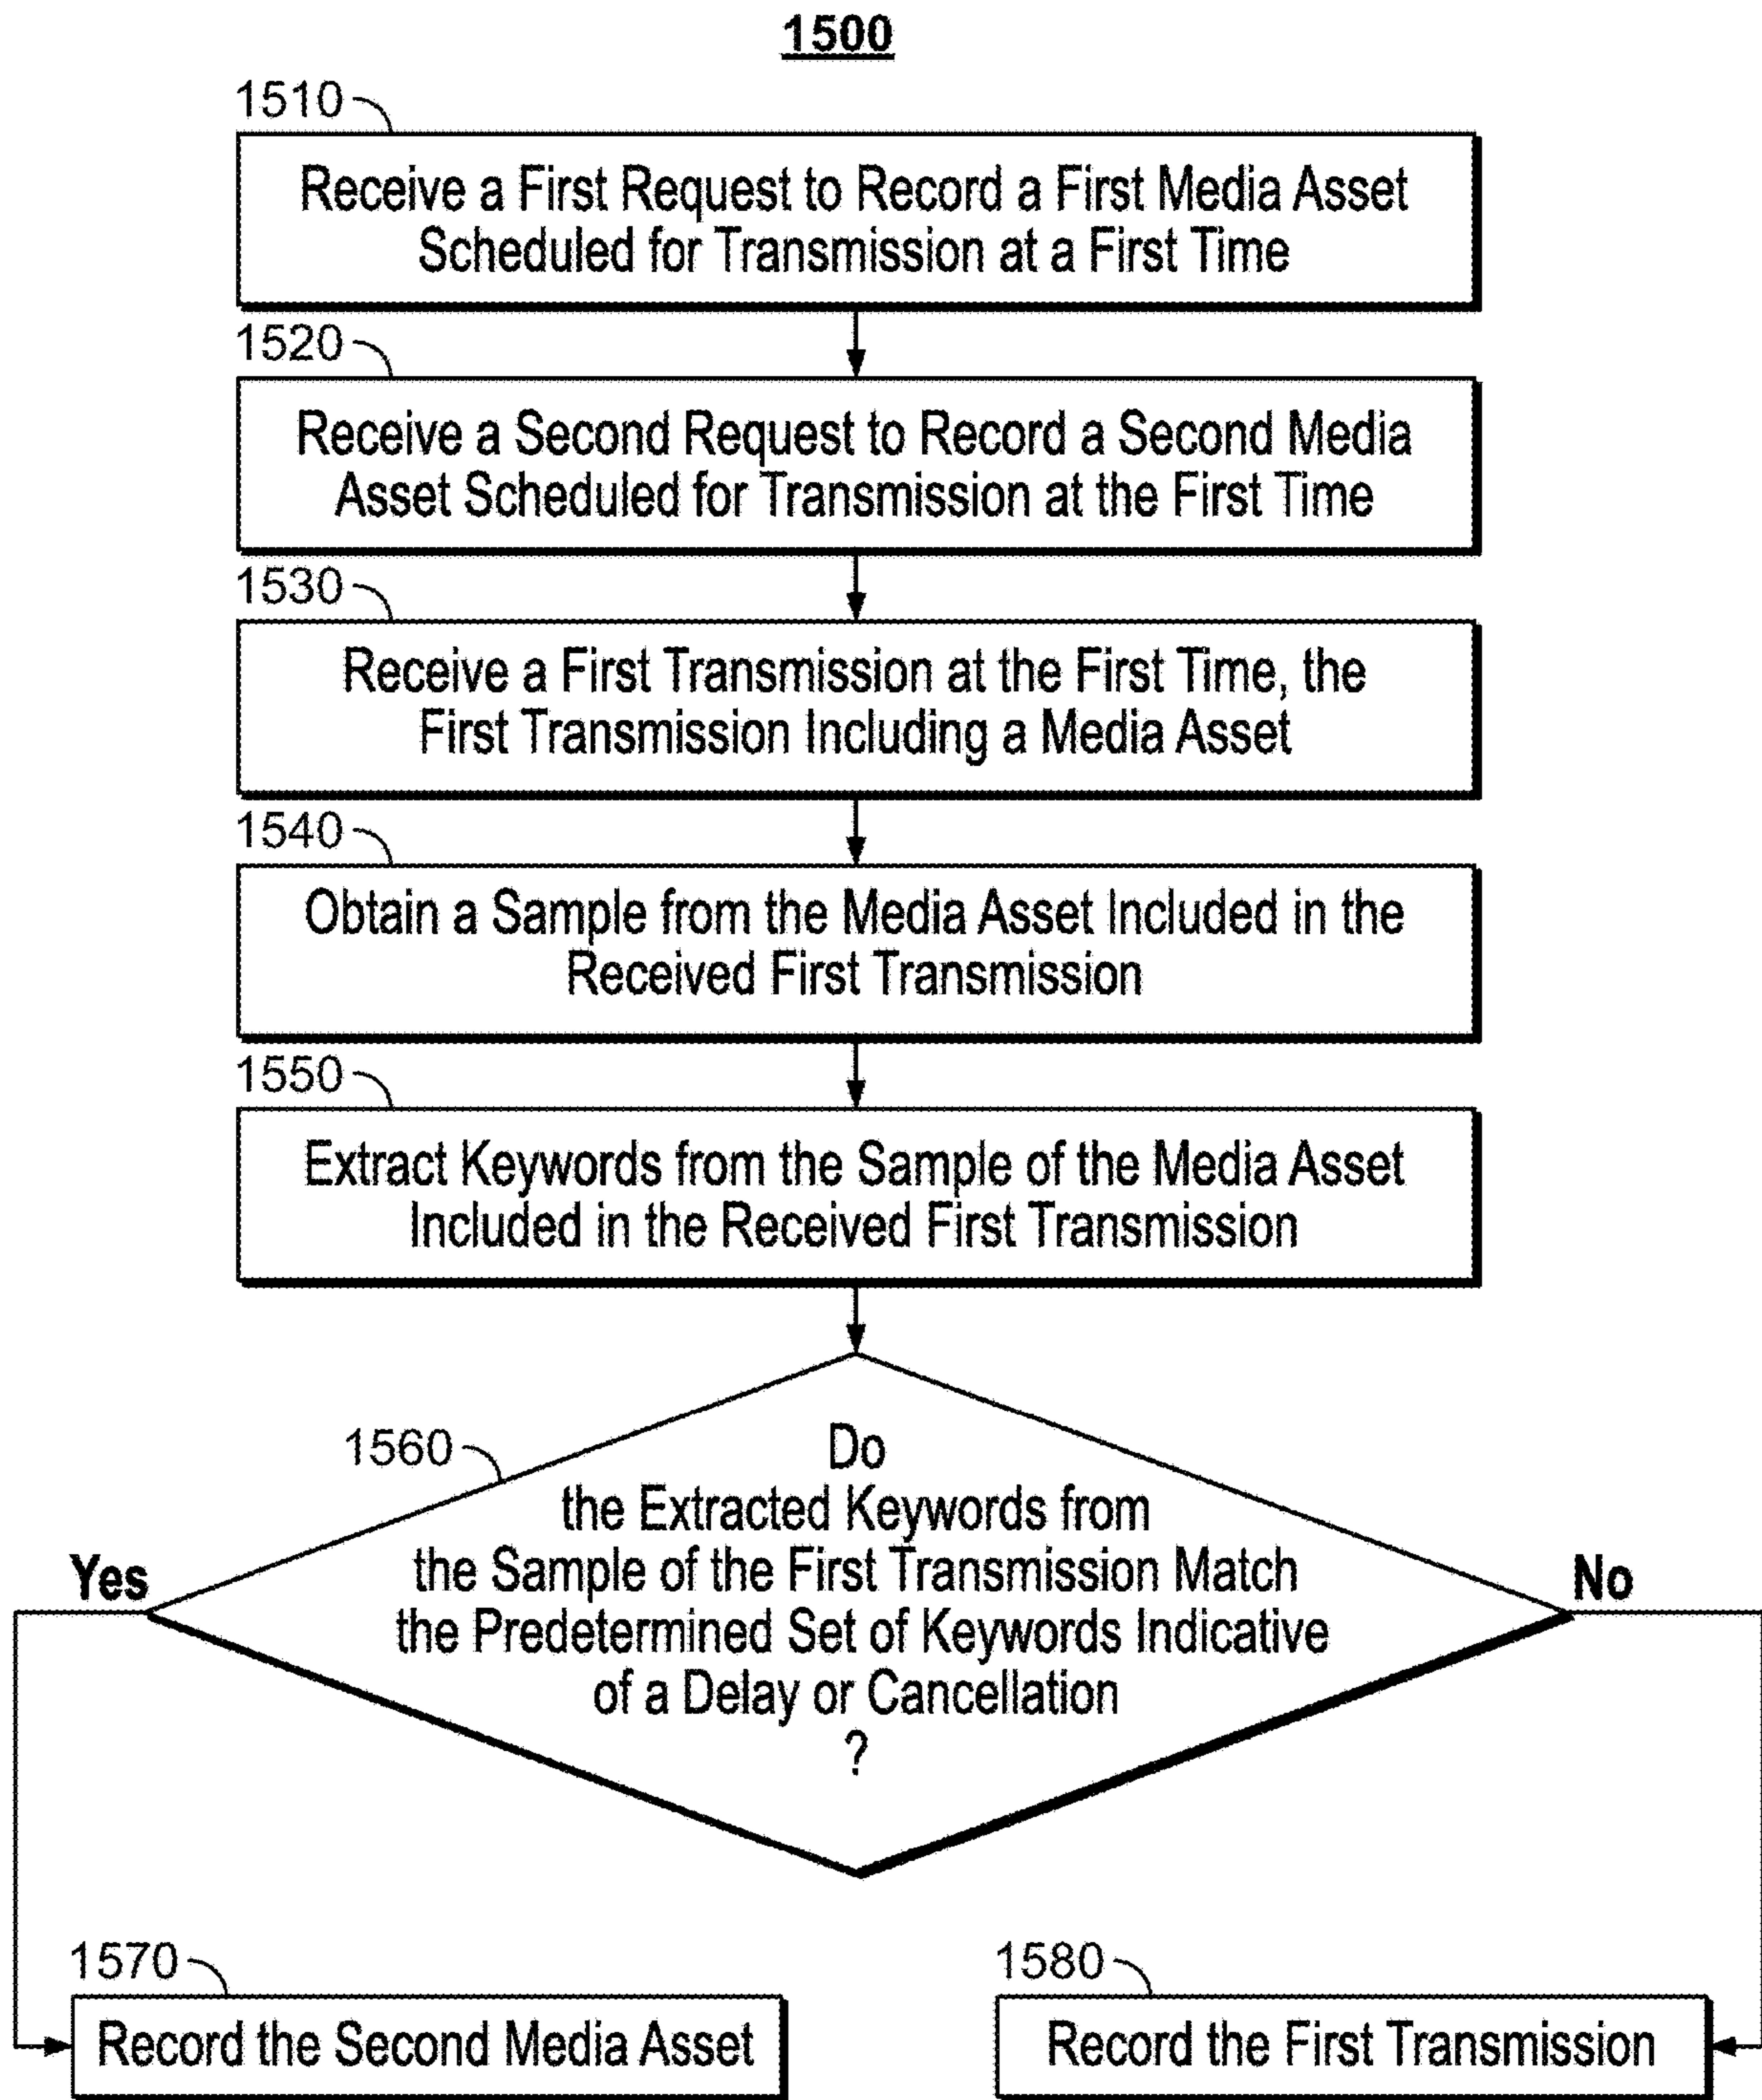 1500
1510
Receive a First Request to Record a First Media Asset
Scheduled for Transmission at a First Time
1520
Receive a Second Request to Record a Second Media
Asset Scheduled for Transmission at the First Time
1530
Receive a First Transmission at the First Time, the
First Transmission Including a Media Asset
1540
Obtain a Sample from the Media Asset Included in the
Received First Transmission
1550
Extract Keywords from the Sample of the Media Asset
Included in the Received First Transmission
1560
Do
the Extracted Keywords from
the Sample of the First Transmission Match
the Predetermined Set of Keywords Indicative
of a Delay or Cancellation
?
Yes
No
1570
Record the Second Media Asset
1580
Record the First Transmission